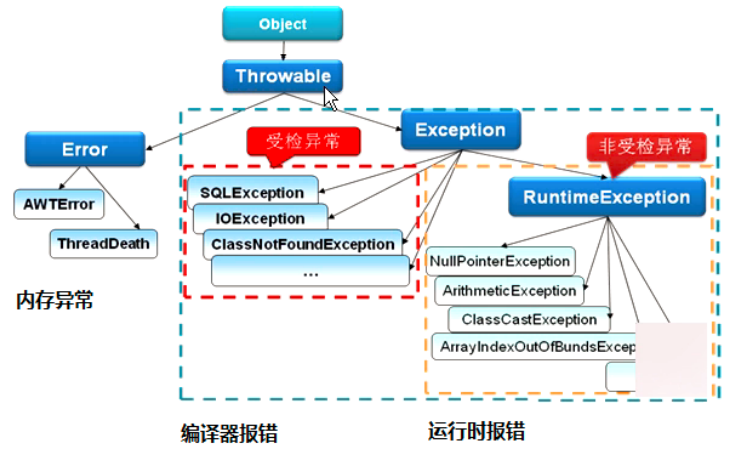 Object
Throwable
Exception
受检异常
非受检异常
Error
SQLException
RuntimeException
AWTError
IOException
ThreadDeath
ClassNotFoundException
...
NullPointerException
内存异常
ArithmeticException
ClassCastException
ArrayIndexOutOfBundsExcep
编译器报错
运行时报错